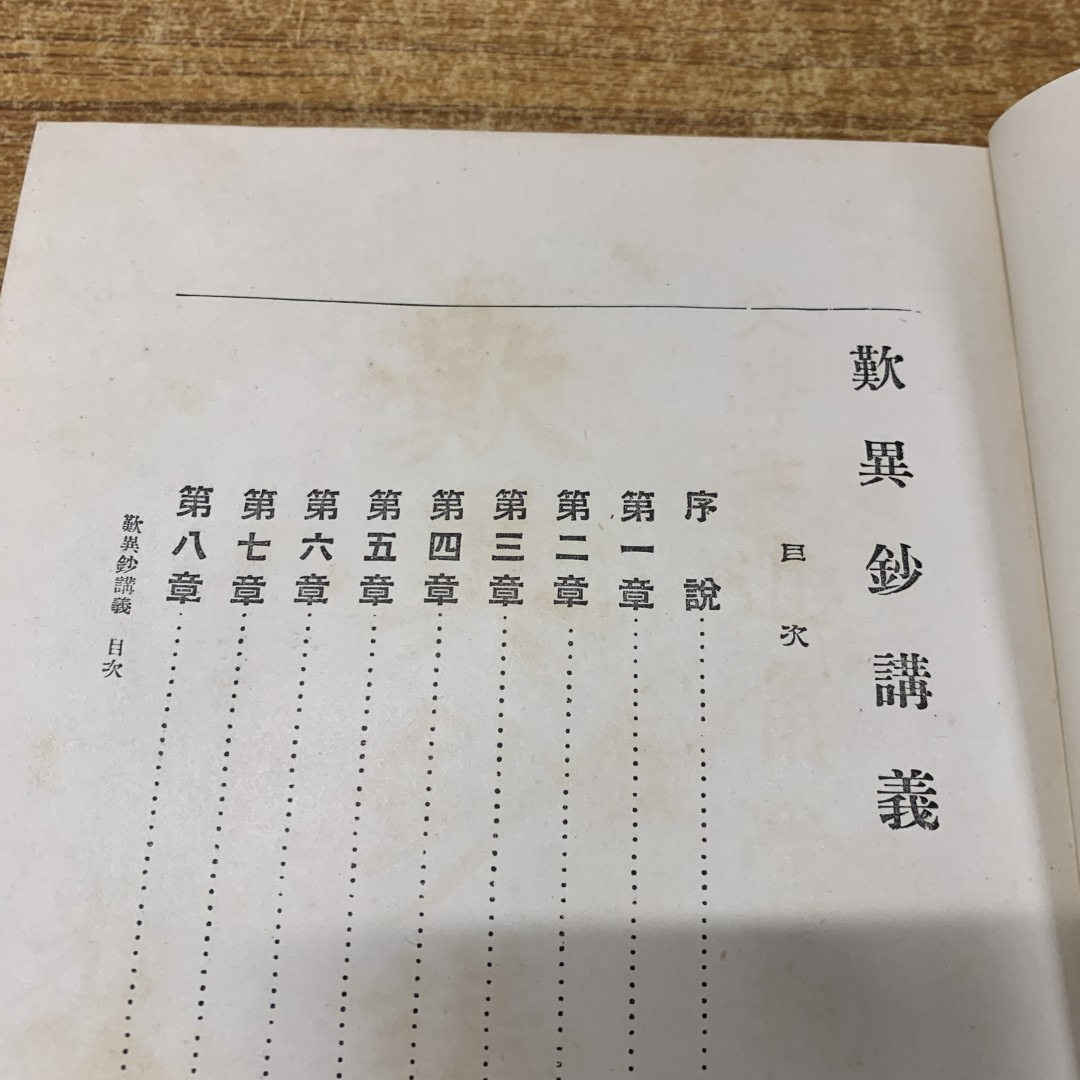 歎異鈔講義
目次
序說
第一章
第二章
第三章
第四章
第五章
第六章
第七章
第八章
歎異鈔講義 目次